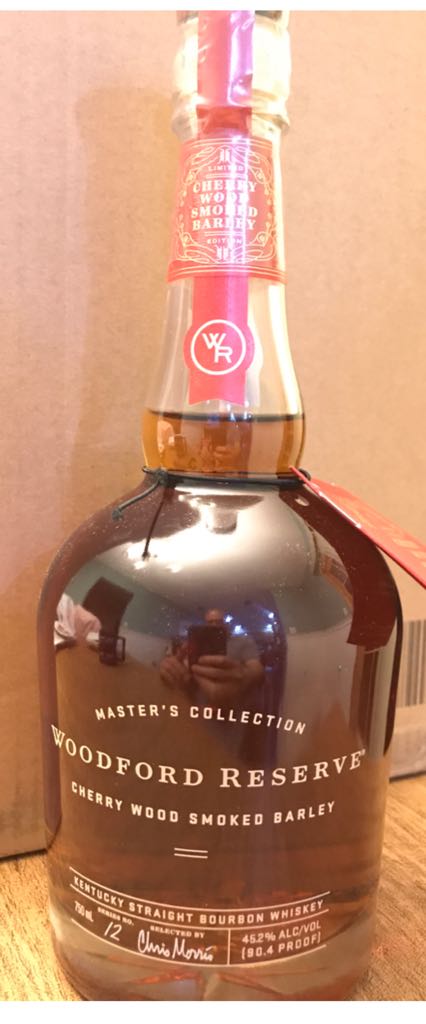 LIMITED
CHERRY
WOOD
SMOKED
BARLEY
EDITION
WR
MASTER'S COLLECTION
WOODFORD RESERVE®
CHERRY WOOD SMOKED BARLEY
KENTUCKY STRAIGHT BOURBON WHISKEY
750 mL SERIES NO. 12 SELECTED BY Chris Morris
45.2% ALC/VOL
(90.4 PROOF)